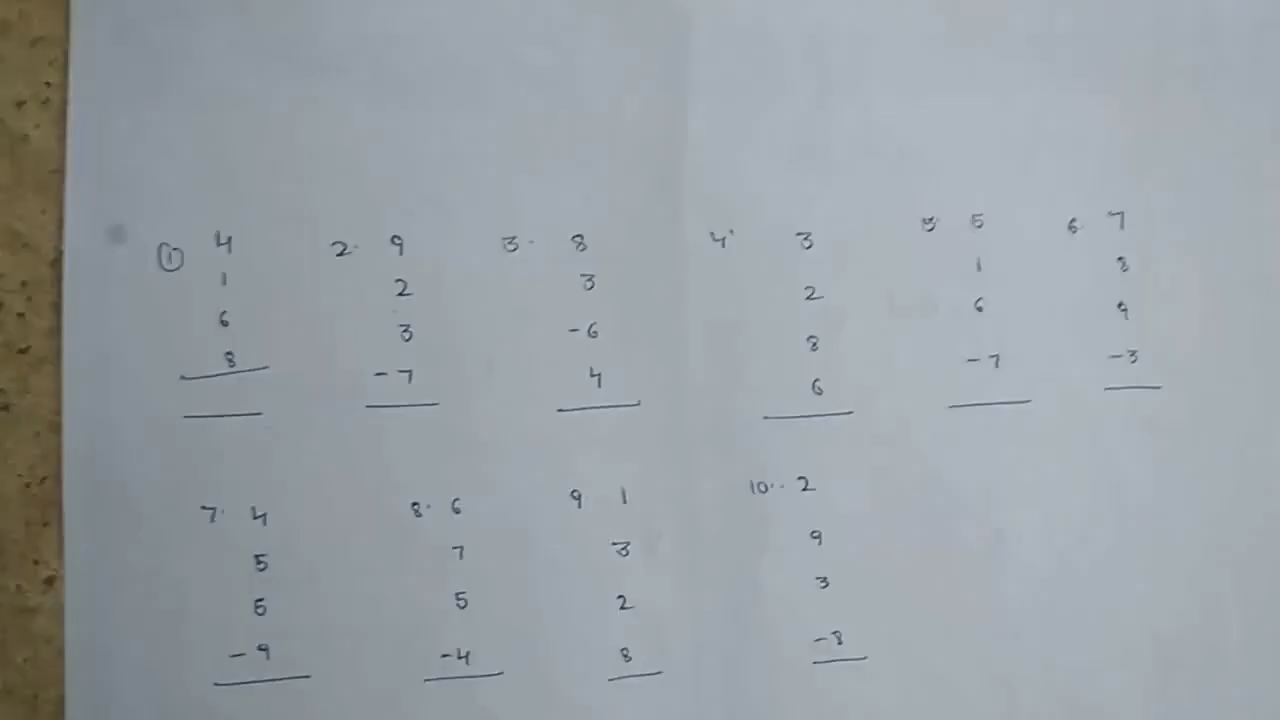 ① 4 2. 9 3. 8 4. 3 5. 5 6. 7
1 2 3 2 1 8
6 3 -6 8 6 9
8 -7 4 6 -7 -3
7. 4 8. 6 9 1 10.. 2
5 7 3 9
5 5 2 3
-9 -4 8 -8